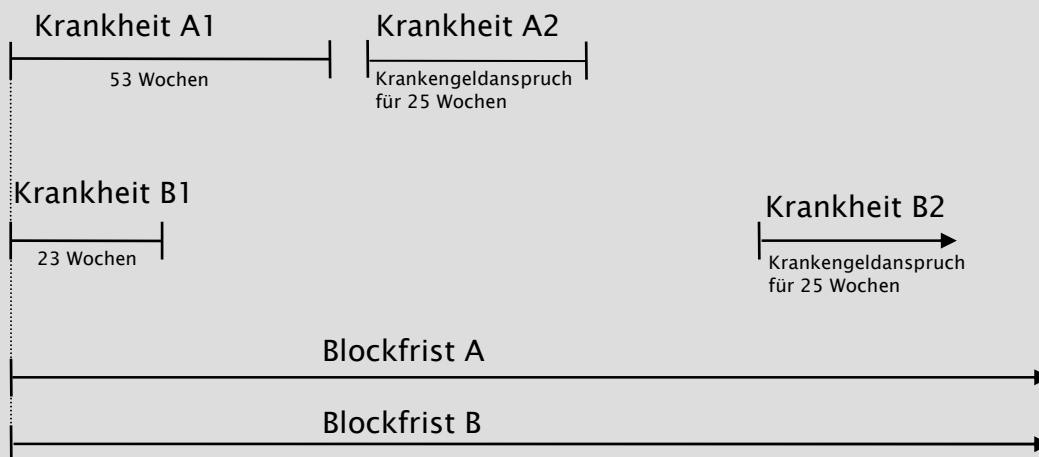 Krankheit A1
Krankheit A2
53 Wochen
Krankengeldanspruch
für 25 Wochen
Krankheit B1
Krankheit B2
23 Wochen
Krankengeldanspruch
für 25 Wochen
Blockfrist A
Blockfrist B